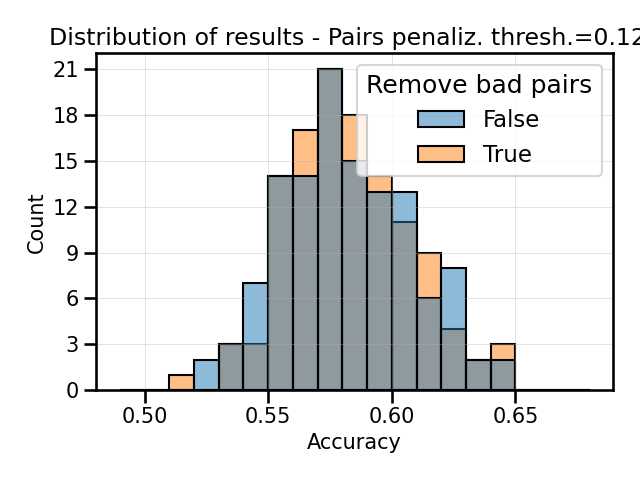 Distribution of results - Pairs penaliz. thresh.=0.12
Remove bad pairs
False
True
Count
21
18
15
12
9
6
3
0
0.50 0.55 0.60 0.65
Accuracy